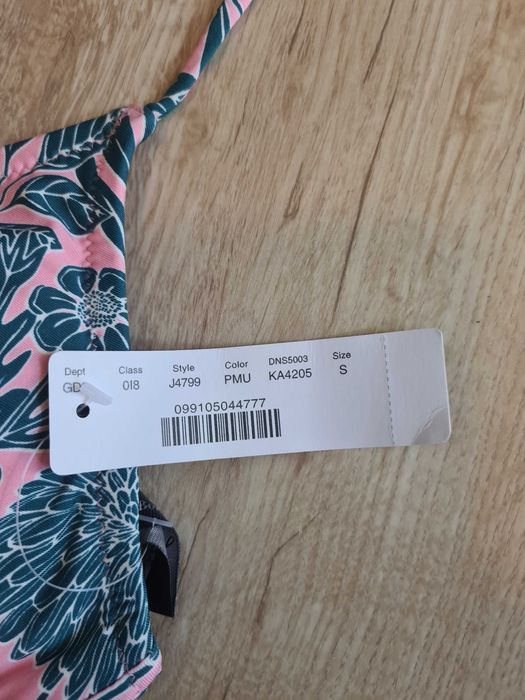 Dept Class Style Color DNS5003 Size
018 J4799 PMU KA4205 S
099105044777